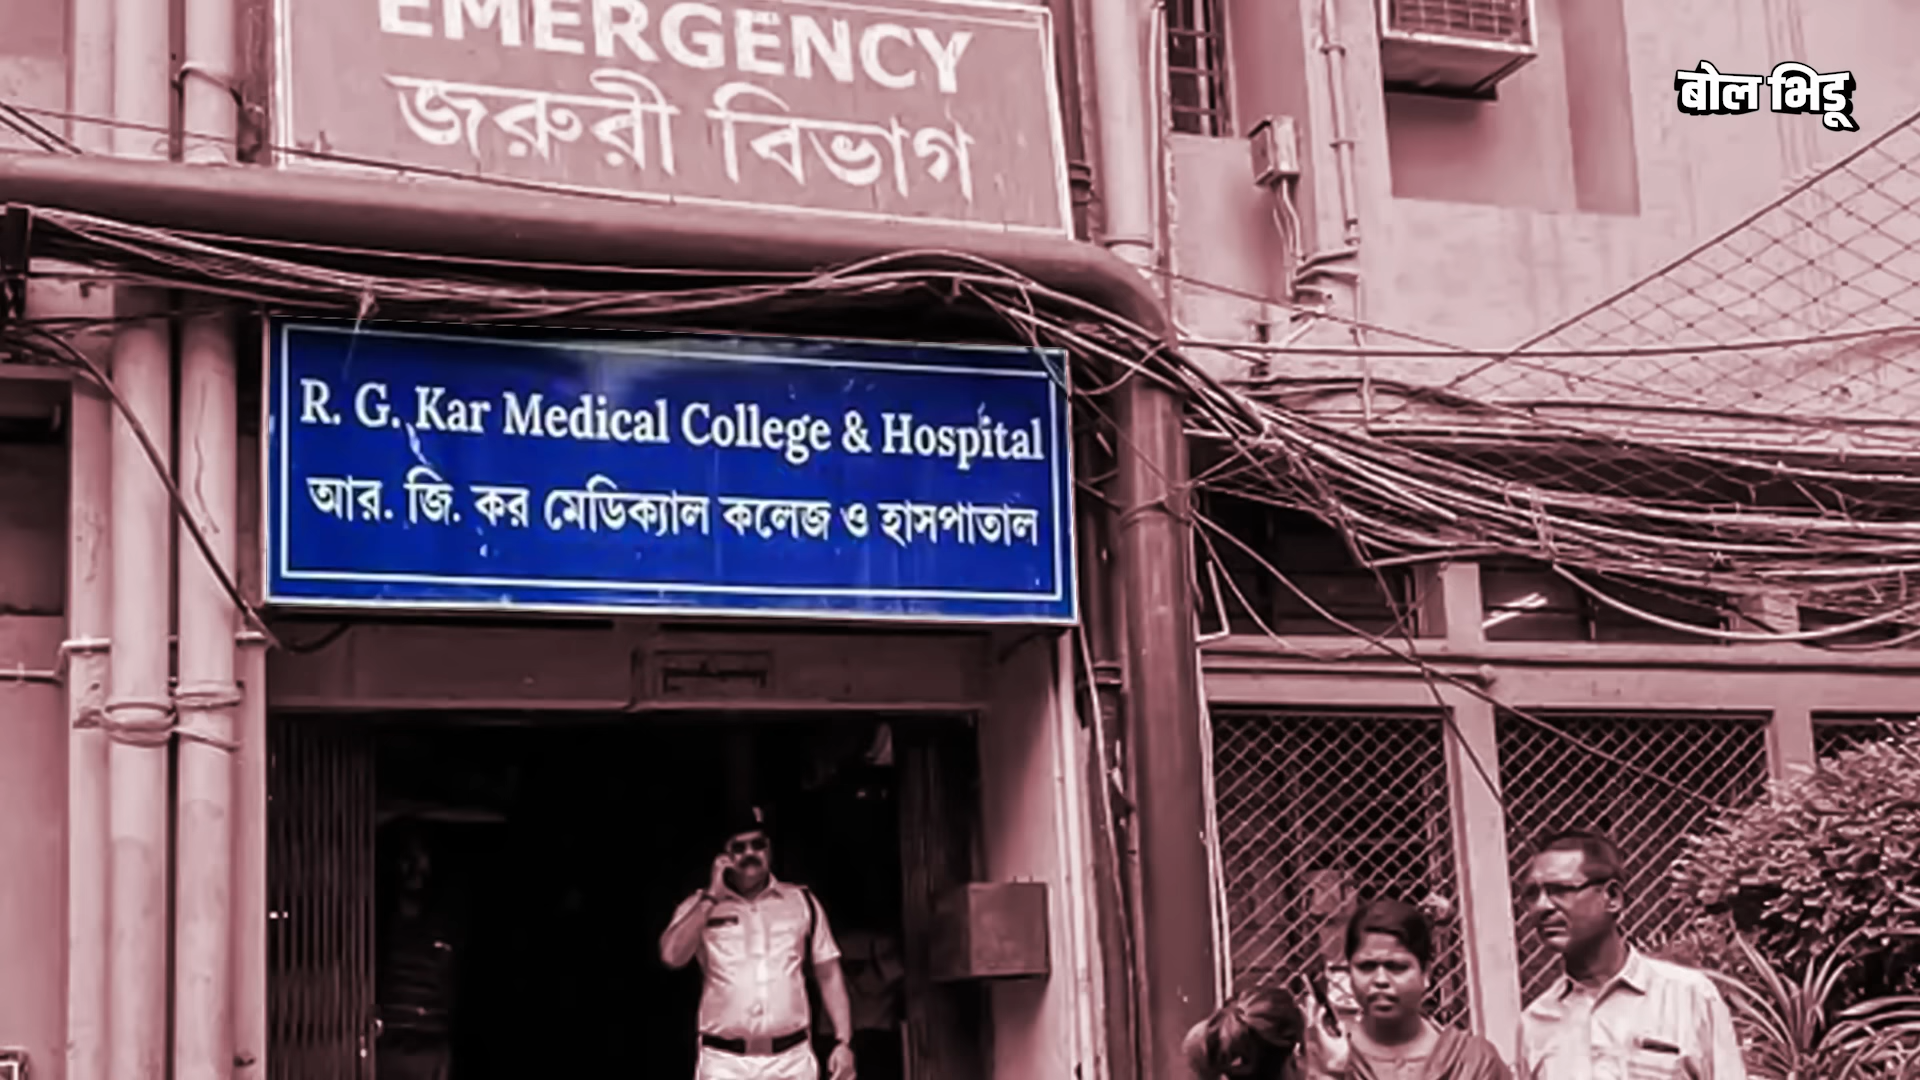 EMERGENCY
জরুরী বিভাগ
बोल भिडू
R. G. Kar Medical College & Hospital
আর. জি. কর মেডিক্যাল কলেজ ও হাসপাতাল